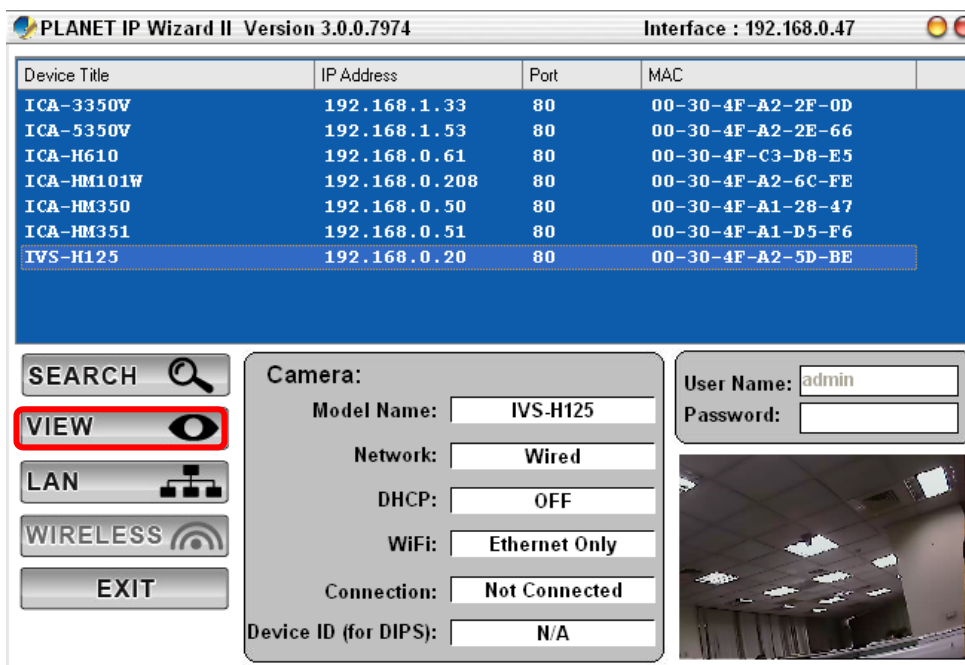 PLANET IP Wizard II Version 3.0.0.7974 Interface : 192.168.0.47
Device Title IP Address Port MAC
ICA-3350V 192.168.1.33 80 00-30-4F-A2-2F-0D
ICA-5350V 192.168.1.53 80 00-30-4F-A2-2E-66
ICA-H610 192.168.0.61 80 00-30-4F-C3-D8-E5
ICA-HM101W 192.168.0.208 80 00-30-4F-A2-6C-FE
ICA-HM350 192.168.0.50 80 00-30-4F-A1-28-47
ICA-HM351 192.168.0.51 80 00-30-4F-A1-D5-F6
IVS-H125 192.168.0.20 80 00-30-4F-A2-5D-BE
SEARCH
VIEW
LAN
WIRELESS
EXIT
Camera:
Model Name: IVS-H125
Network: Wired
DHCP: OFF
WiFi: Ethernet Only
Connection: Not Connected
Device ID (for DIPS): N/A
User Name: admin
Password: